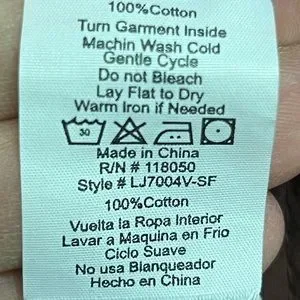 100%Cotton
Turn Garment Inside
Machin Wash Cold
Gentle Cycle
Do not Bleach
Lay Flat to Dry
Warm Iron if Needed
30
Made in China
R/N # 118050
Style # LJ7004V-SF
100%Cotton
Vuelta la Ropa Interior
Lavar a Maquina en Frio
Ciclo Suave
No usa Blanqueador
Hecho en China